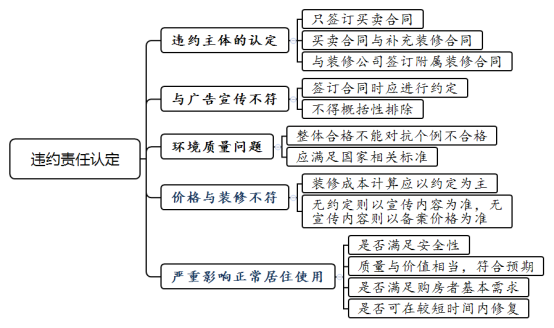 违约责任认定
违约主体的认定
只签订买卖合同
买卖合同与补充装修合同
与装修公司签订附属装修合同
与广告宣传不符
签订合同时应进行约定
不得概括性排除
环境质量问题
整体合格不能对抗个例不合格
应满足国家相关标准
价格与装修不符
装修成本计算应以约定为主
无约定则以宣传内容为准，无
宣传内容则以备案价格为准
严重影响正常居住使用
是否满足安全性
质量与价值相当，符合预期
是否满足购房者基本需求
是否可在较短时间内修复